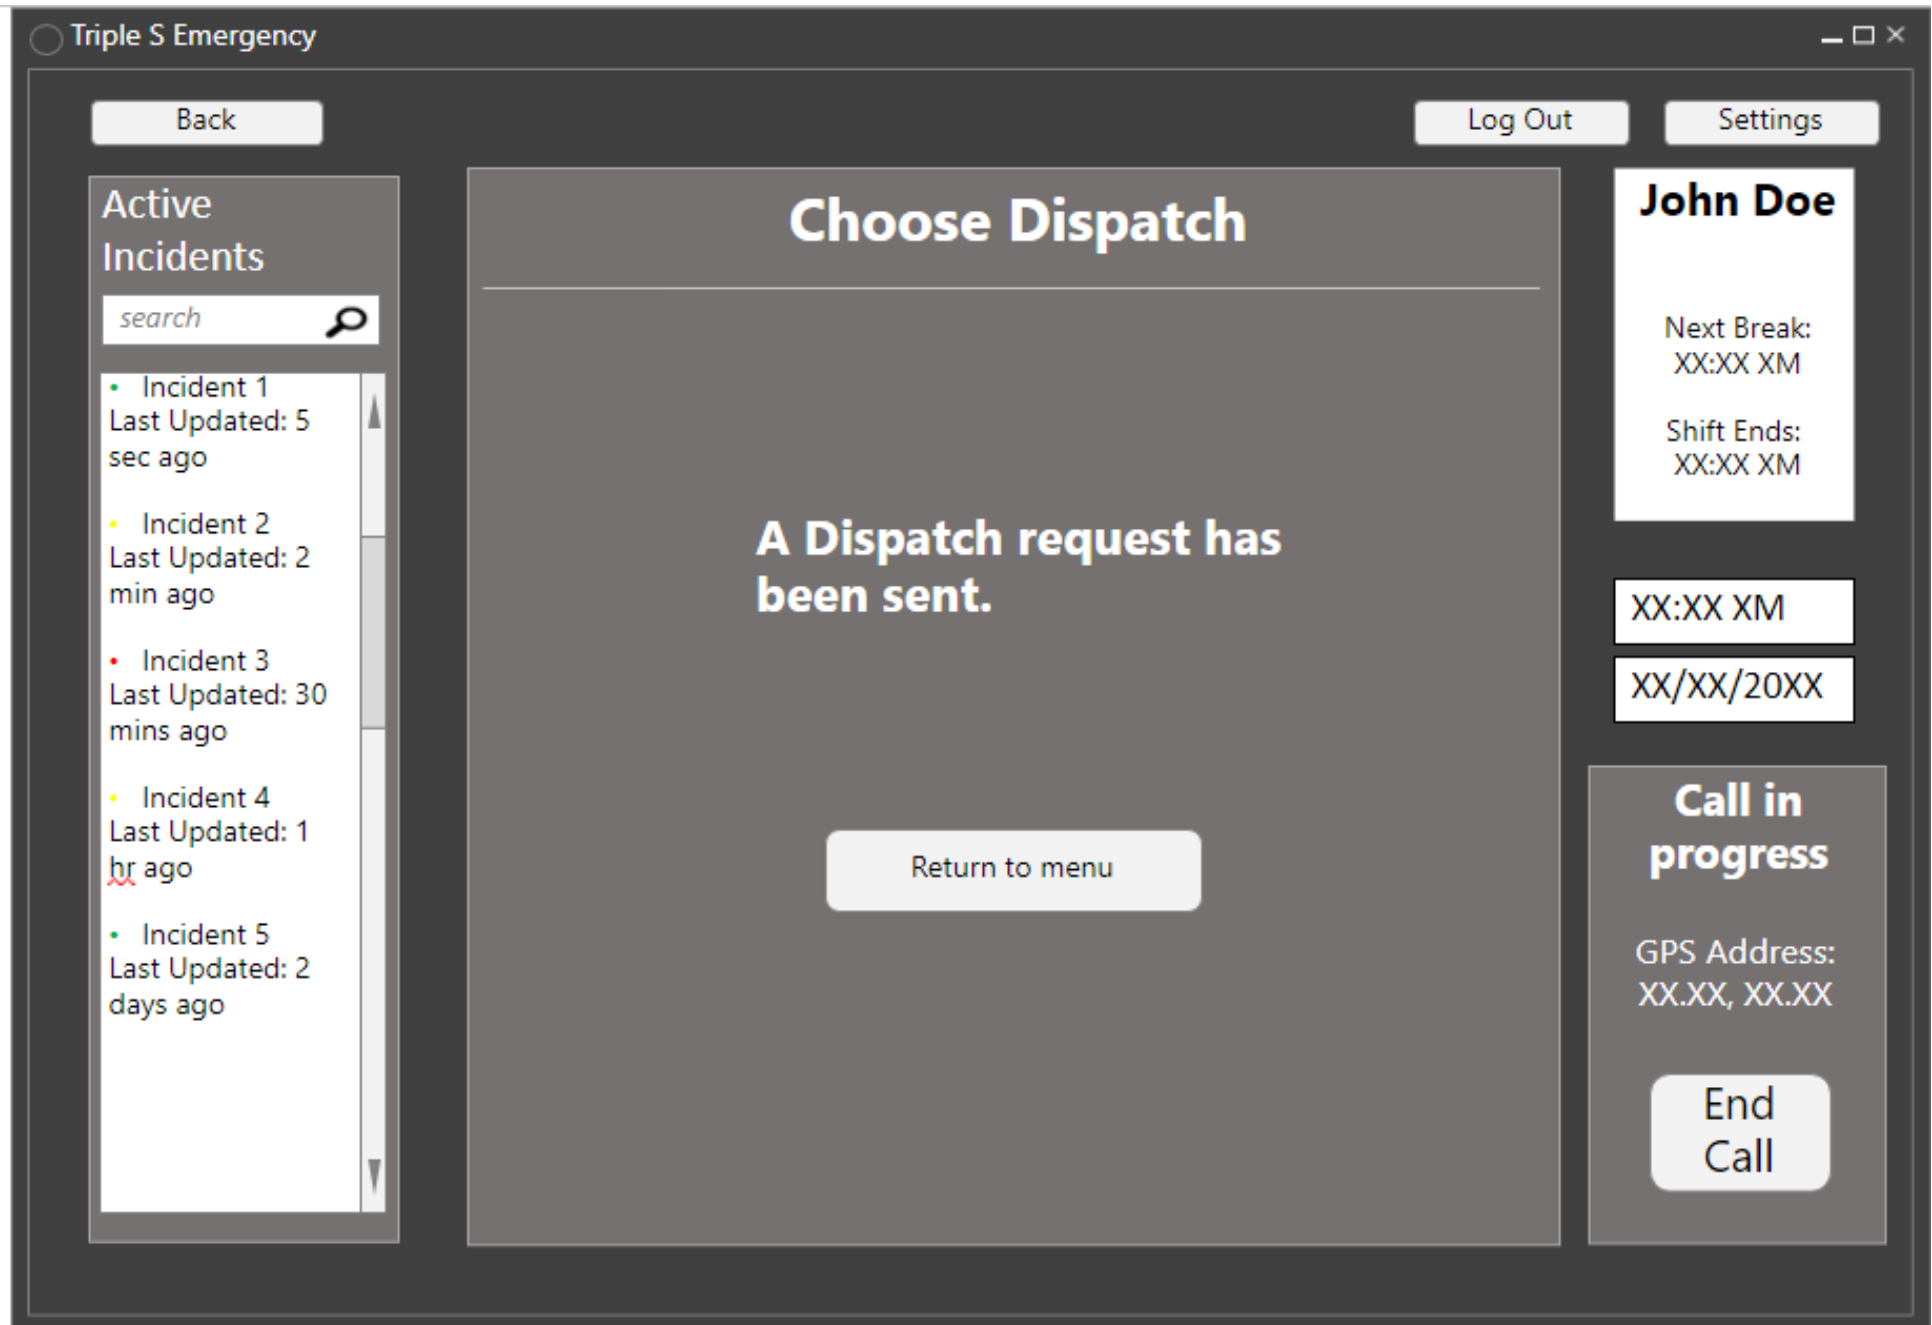 Triple S Emergency
Back
Log Out
Settings
Active
Incidents
search
• Incident 1
Last Updated: 5
sec ago
• Incident 2
Last Updated: 2
min ago
• Incident 3
Last Updated: 30
mins ago
• Incident 4
Last Updated: 1
hr ago
• Incident 5
Last Updated: 2
days ago
Choose Dispatch
A Dispatch request has
been sent.
Return to menu
John Doe
Next Break:
XX:XX XM
Shift Ends:
XX:XX XM
XX:XX XM
XX/XX/20XX
Call in
progress
GPS Address:
XX.XX, XX.XX
End
Call